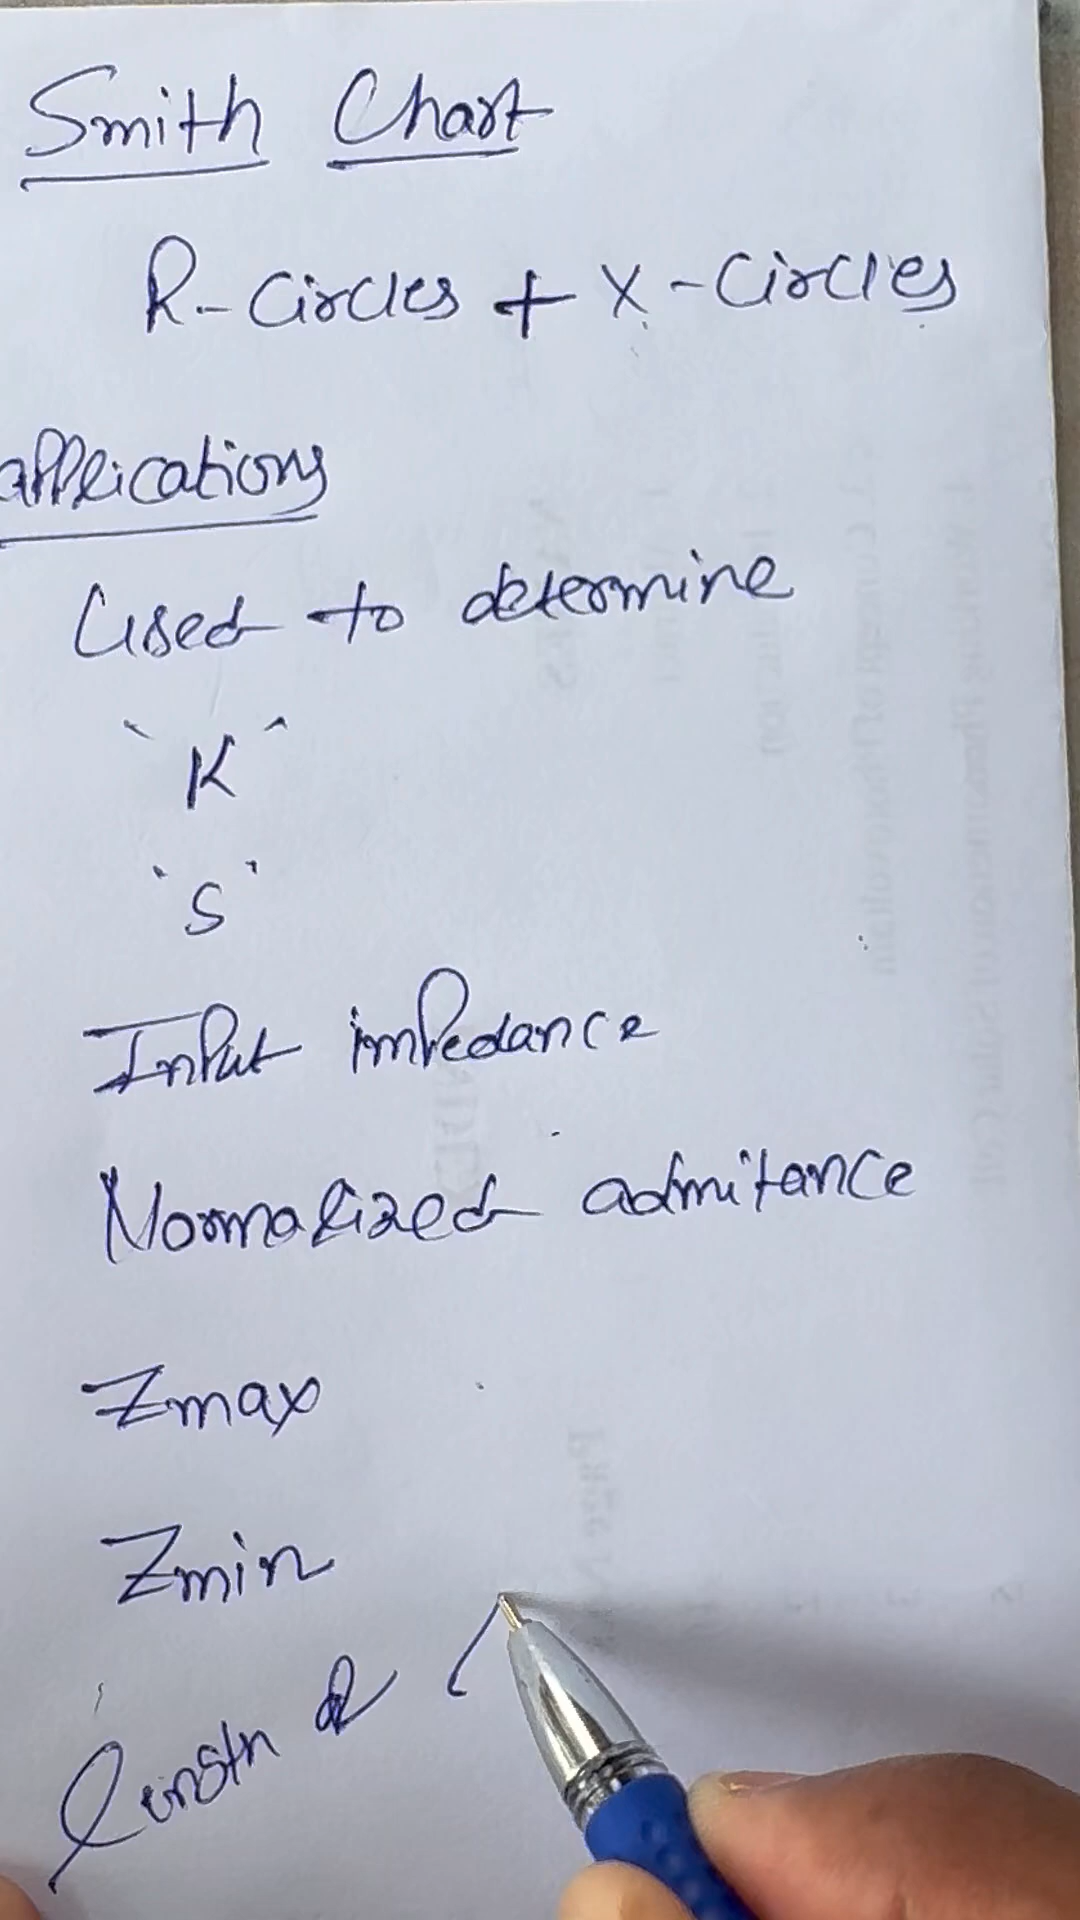 Smith Chart
R-Circles + X-Circles
applications
Used to determine
`K´
'S'
Input impedance
Normalized admitance
Zmax
Zmin
length &